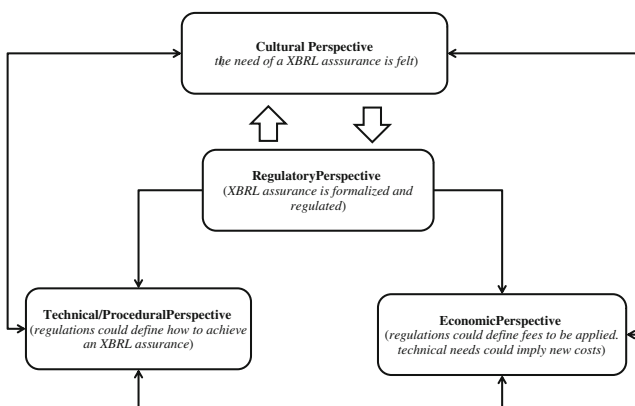 Cultural Perspective
the need of a XBRL asssurance is felt)
RegulatoryPerspective
(XBRL assurance is formalized and
regulated)
Technical/ProceduralPerspective
(regulations could define how to achieve
an XBRL assurance)
EconomicPerspective
(regulations could define fees to be applied.
technical needs could imply new costs)